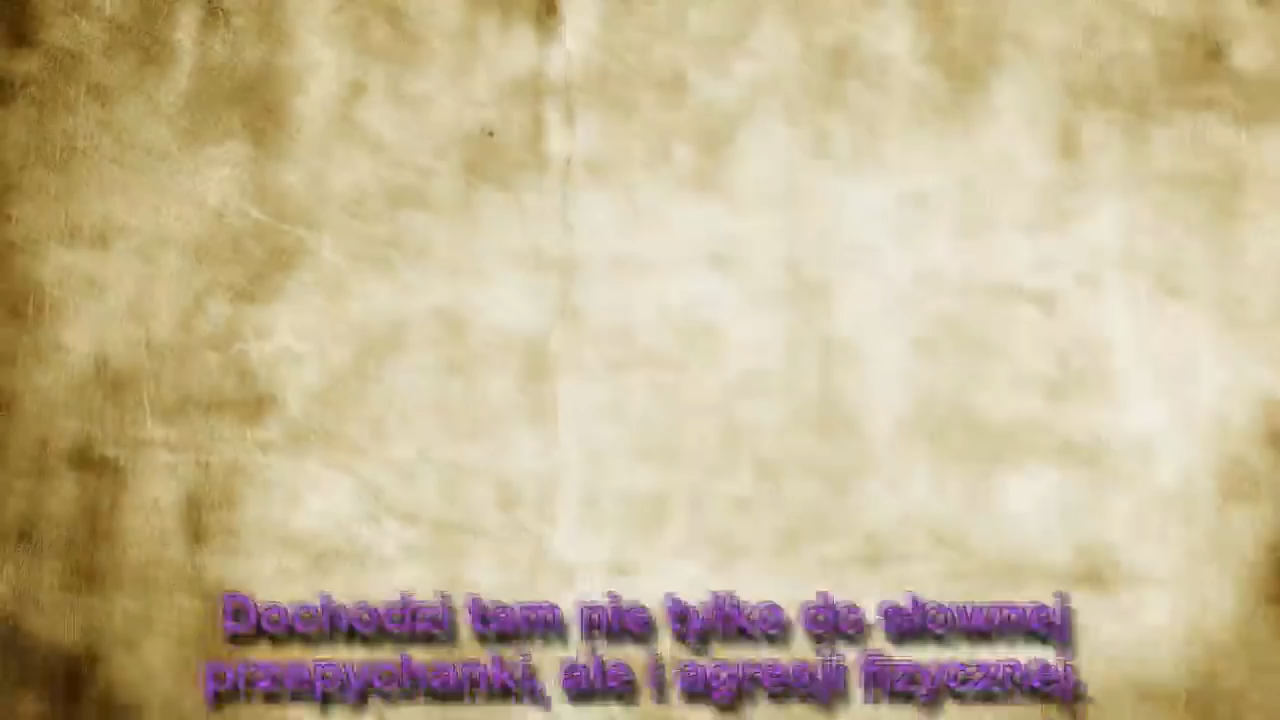 Dochodzi tam nie tylko do słownej
przepychanki, ale i agresji fizycznej.